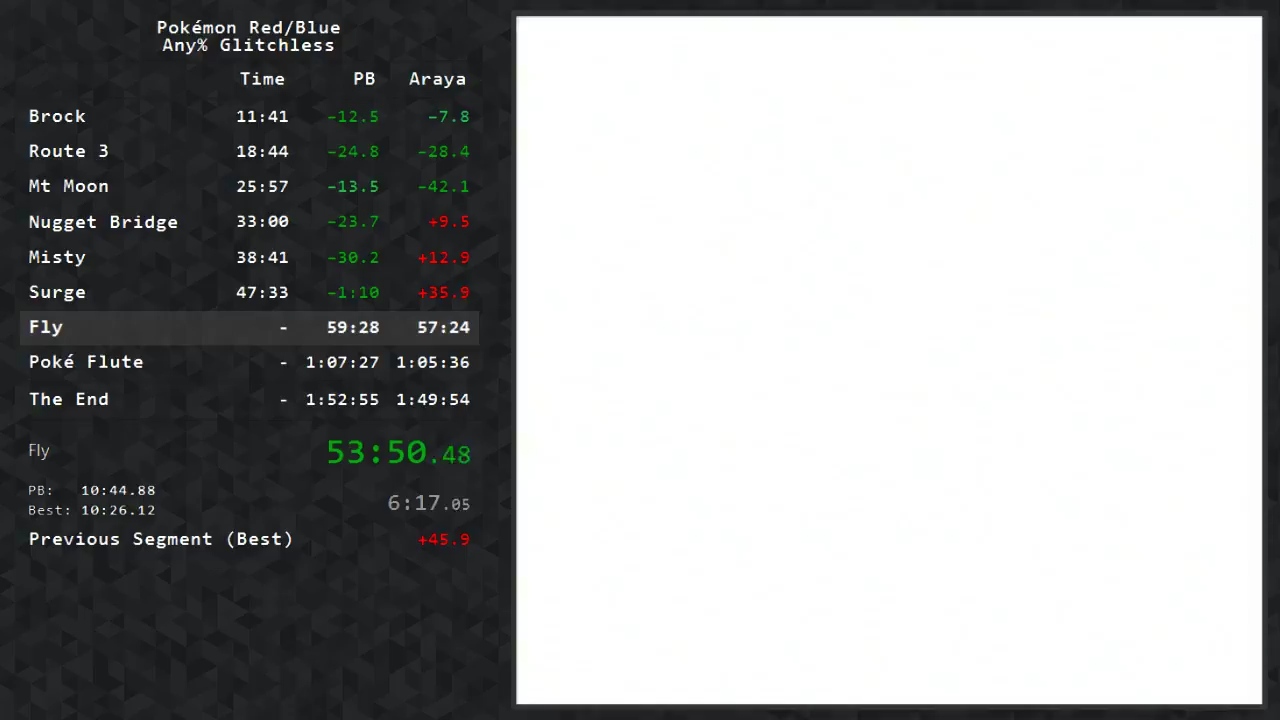 Pokémon Red/Blue
Any% Glitchless
Time PB Araya
Brock 11:41 -12.5 -7.8
Route 3 18:44 -24.8 -28.4
Mt Moon 25:57 -13.5 -42.1
Nugget Bridge 33:00 -23.7 +9.5
Misty 38:41 -30.2 +12.9
Surge 47:33 -1:10 +35.9
Fly - 59:28 57:24
Poké Flute - 1:07:27 1:05:36
The End - 1:52:55 1:49:54
Fly 53:50.48
PB: 10:44.88 6:17.05
Best: 10:26.12
Previous Segment (Best) +45.9